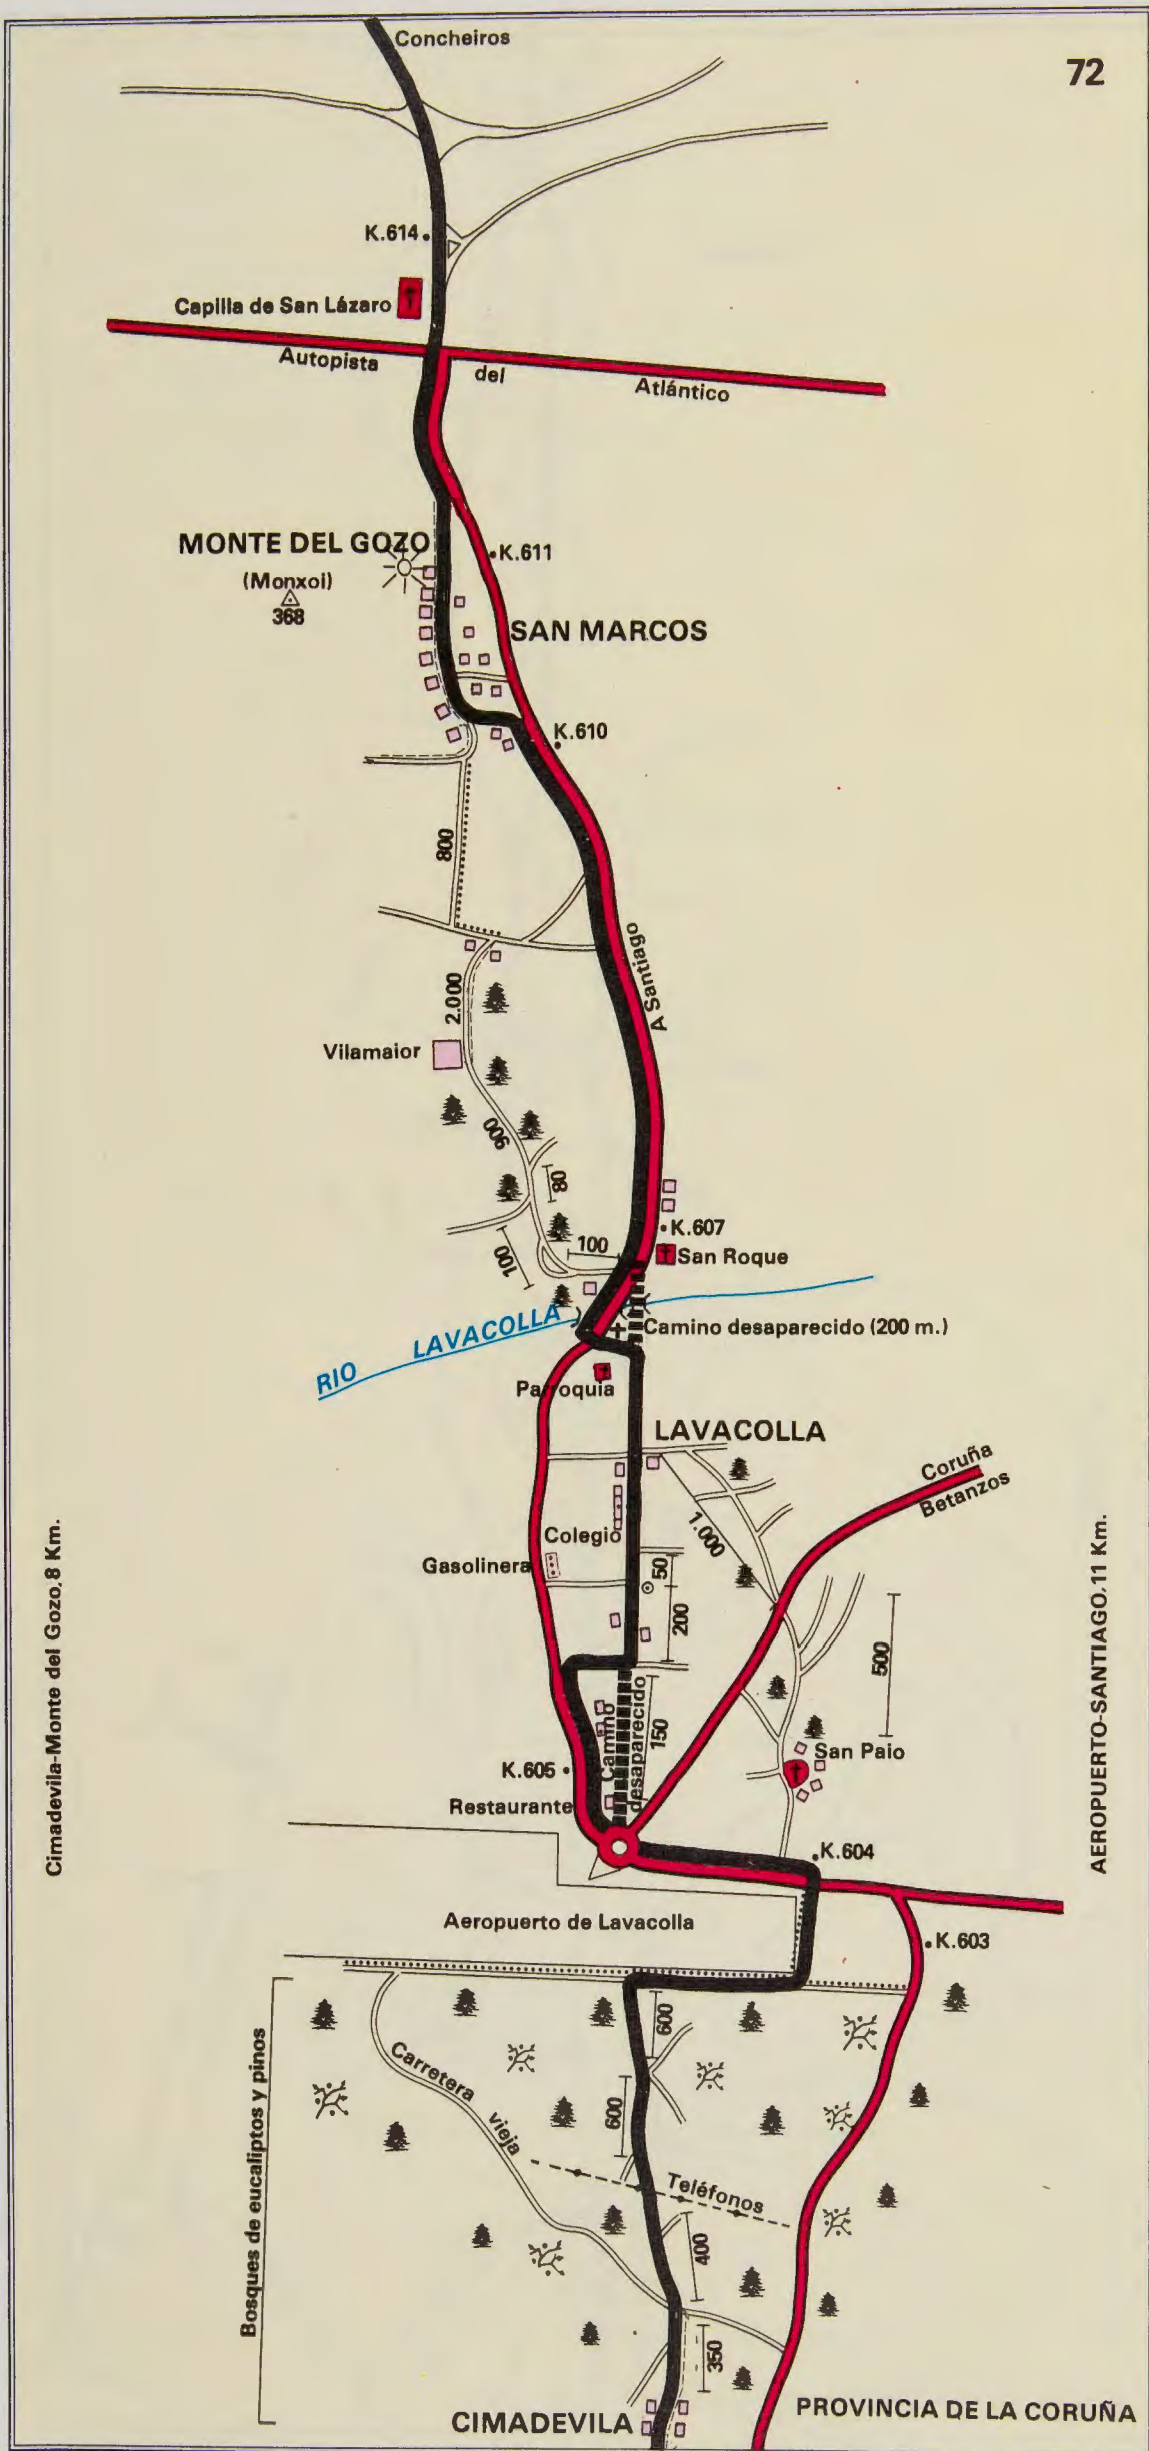 72
Concheiros
K.614
Capilla de San Lázaro
Autopista del Atlántico
MONTE DEL GOZO
(Monxoi)
368
K.611
SAN MARCOS
K.610
800
A Santiago
2.000
Vilamaior
900
80
100
100
K.607
San Roque
RIO LAVACOLLA
Camino desaparecido (200 m.)
Parroquia
LAVACOLLA
Coruña
Betanzos
1.000
Colegio
Gasolinera
50
200
500
Camino
desaparecido
150
San Paio
K.605
Restaurante
K.604
Aeropuerto de Lavacolla
K.603
600
Carretera vieja
600
Teléfonos
400
350
CIMADEVILA
PROVINCIA DE LA CORUÑA
Bosques de eucaliptos y pinos
Cimadevila-Monte del Gozo,8 Km.
AEROPUERTO-SANTIAGO.11 Km.